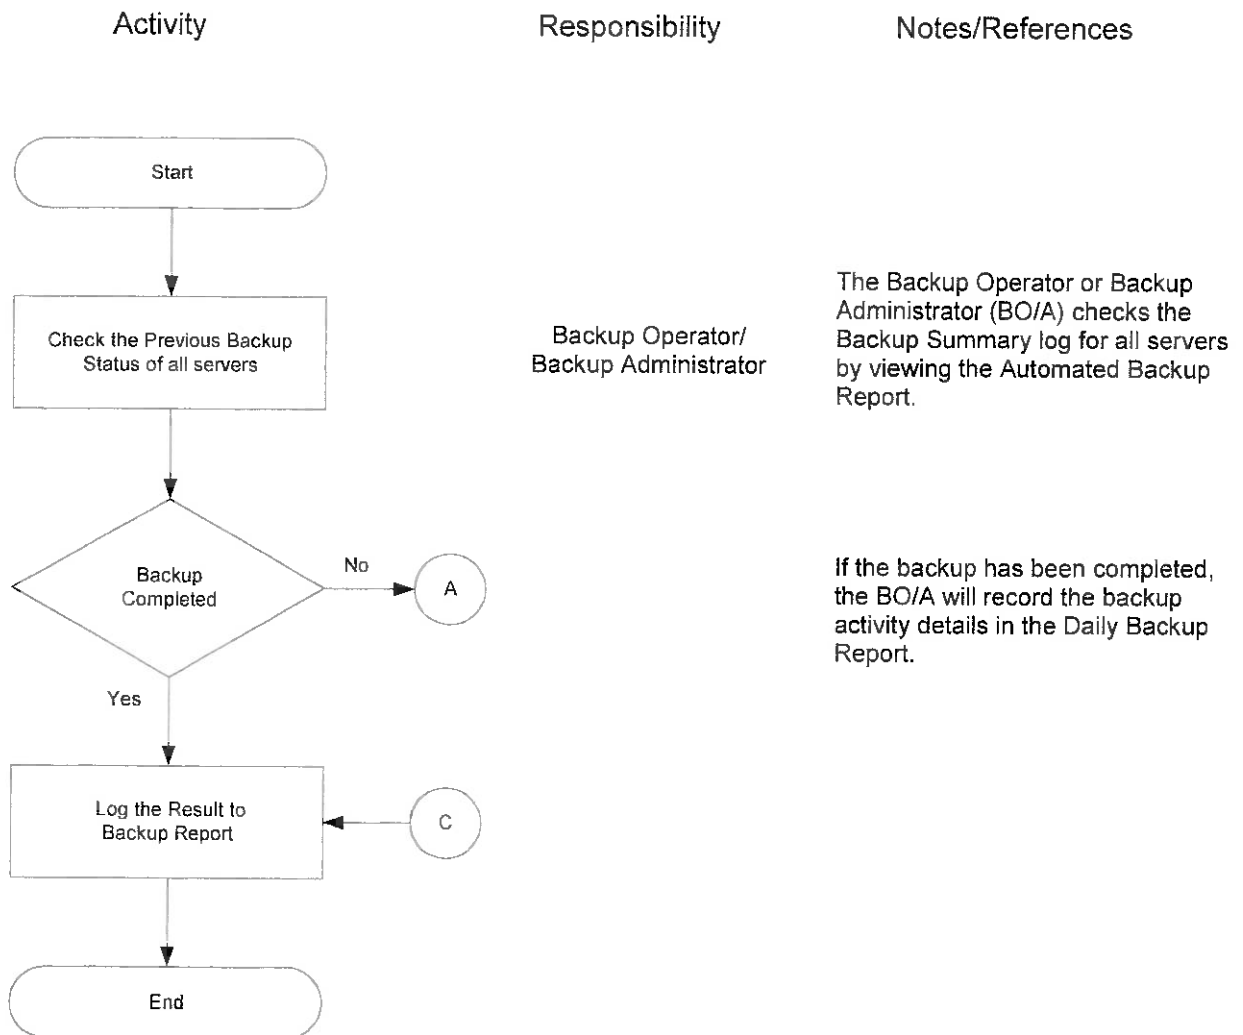 Activity
Responsibility
Notes/References
Start
Check the Previous Backup
Status of all servers
Backup Operator/
Backup Administrator
The Backup Operator or Backup
Administrator (BO/A) checks the
Backup Summary log for all servers
by viewing the Automated Backup
Report.
Backup
Completed
No
A
If the backup has been completed,
the BO/A will record the backup
activity details in the Daily Backup
Report.
Yes
Log the Result to
Backup Report
C
End